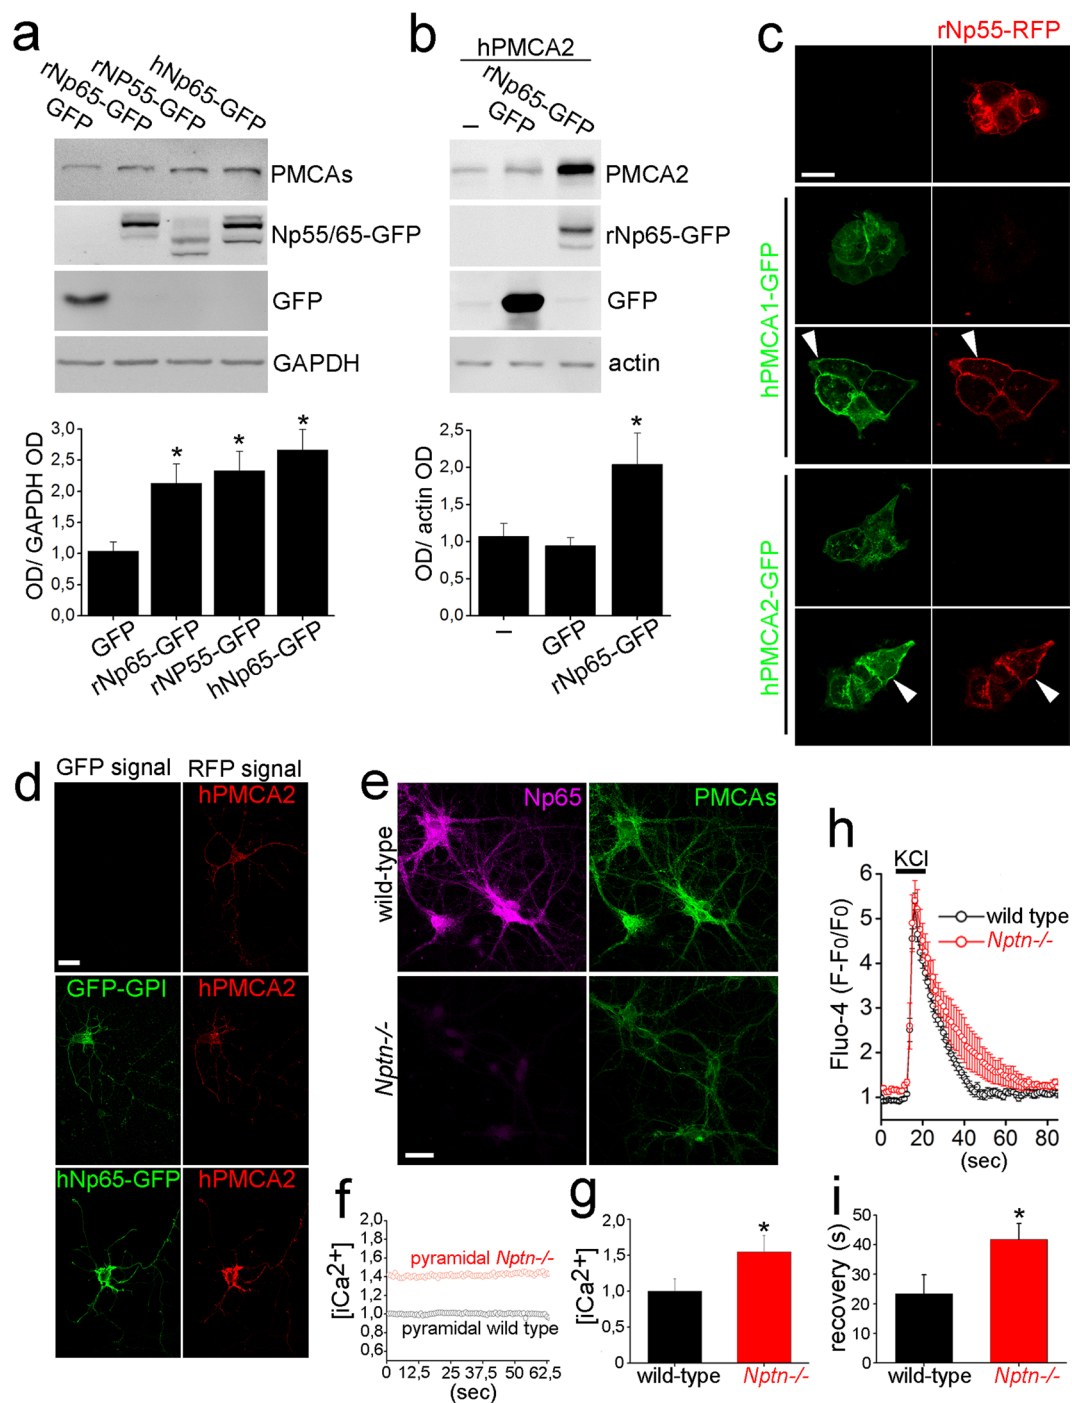 a
GFP
rNp65-GFP
rNP55-GFP
hNp65-GFP
PMCAs
Np55/65-GFP
GFP
GAPDH
OD/ GAPDH OD
3,0
2,5
2,0
1,5
1,0
0,5
0,0
*
*
*
GFP
rNp65-GFP
rNP55-GFP
hNp65-GFP
b
hPMCA2
–
GFP
rNp65-GFP
PMCA2
rNp65-GFP
GFP
actin
OD/ actin OD
2,5
2,0
1,5
1,0
0,5
0,0
*
–
GFP
rNp65-GFP
c
rNp55-RFP
hPMCA1-GFP
hPMCA2-GFP
d
GFP signal
RFP signal
hPMCA2
GFP-GPI
hPMCA2
hNp65-GFP
hPMCA2
e
Np65
PMCAs
wild-type
Nptn-/-
f
[iCa2+]
2,0
1,8
1,6
1,4
1,2
1,0
0,8
0,6
pyramidal Nptn-/-
pyramidal wild type
0 12,5 25 37,5 50 62,5
(sec)
g
[iCa2+]
2,0
1,5
1,0
0,5
0,0
*
wild-type
Nptn-/-
h
KCl
Fluo-4 (F-F0/F0)
6
5
4
3
2
1
wild type
Nptn-/-
0 20 40 60 80
(sec)
i
recovery (s)
50
40
30
20
10
0
*
wild-type
Nptn-/-